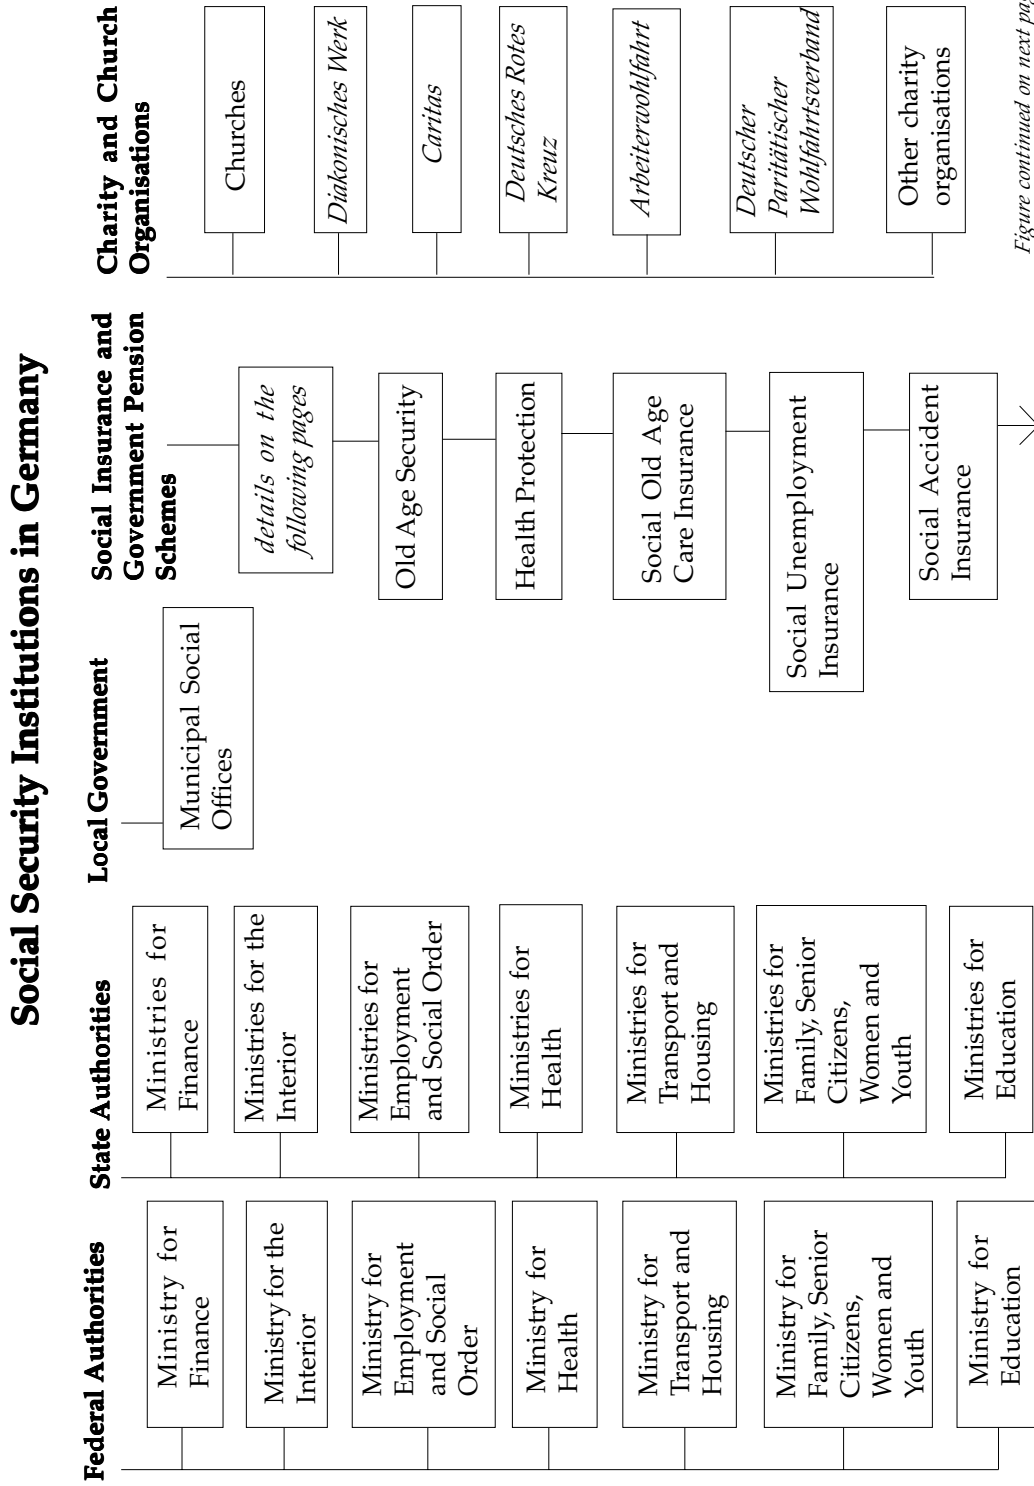 Social Security Institutions in Germany
Federal Authorities
Ministry for
Finance
Ministry for the
Interior
Ministry for
Employment
and Social
Order
Ministry for
Health
Ministry for
Transport and
Housing
Ministry for
Family, Senior
Citizens,
Women and
Youth
Ministry for
Education
State Authorities
Ministries for
Finance
Ministries for the
Interior
Ministries for
Employment
and Social Order
Ministries for
Health
Ministries for
Transport and
Housing
Ministries for
Family, Senior
Citizens,
Women and
Youth
Ministries for
Education
Local Government
Municipal Social
Offices
Social Insurance and
Government Pension
Schemes
details on the
following pages
Old Age Security
Health Protection
Social Old Age
Care Insurance
Social Unemployment
Insurance
Social Accident
Insurance
Charity and Church
Organisations
Churches
Diakonisches Werk
Caritas
Deutsches Rotes
Kreuz
Arbeiterwohlfahrt
Deutscher
Paritätischer
Wohlfahrtsverband
Other charity
organisations
Figure continued on next pag